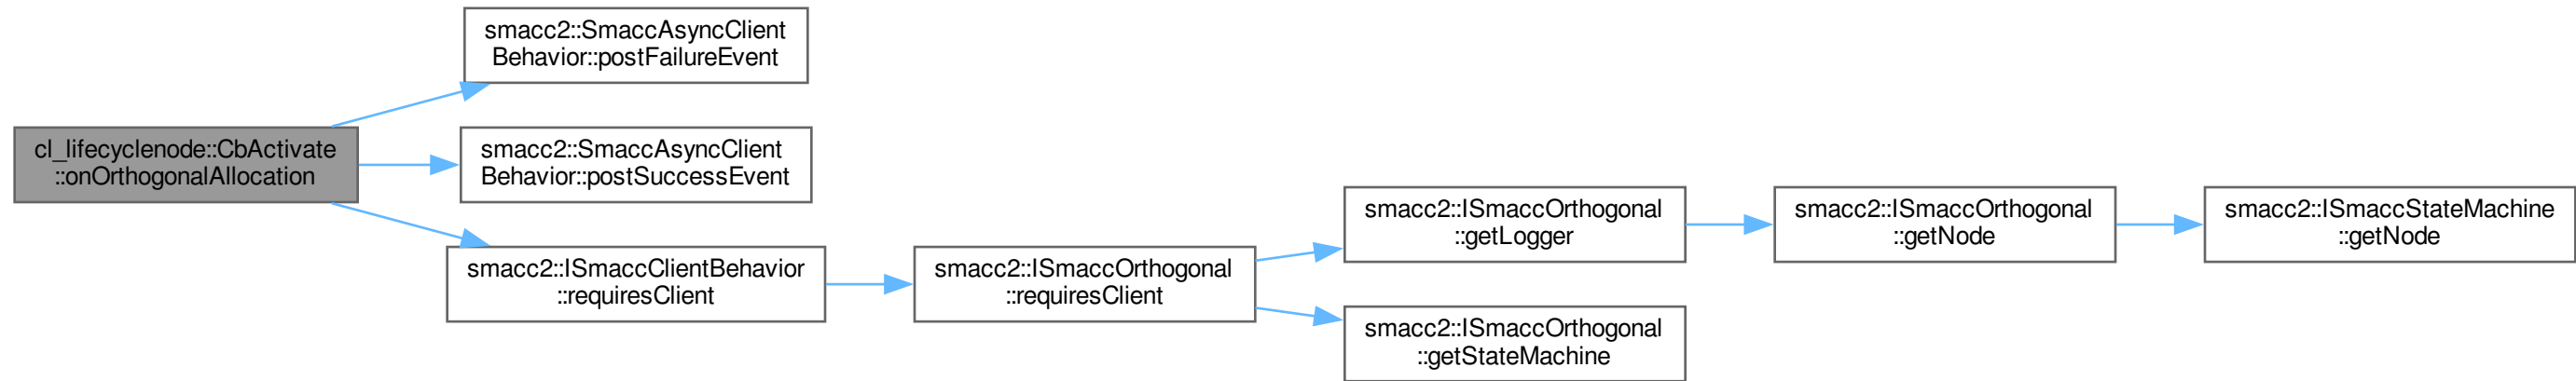 smacc2::SmaccAsyncClient
Behavior::postFailureEvent
cl_lifecyclenode::CbActivate
::onOrthogonalAllocation
smacc2::SmaccAsyncClient
Behavior::postSuccessEvent
smacc2::ISmaccClientBehavior
::requiresClient
smacc2::ISmaccOrthogonal
::requiresClient
smacc2::ISmaccOrthogonal
::getLogger
smacc2::ISmaccOrthogonal
::getNode
smacc2::ISmaccStateMachine
::getNode
smacc2::ISmaccOrthogonal
::getStateMachine